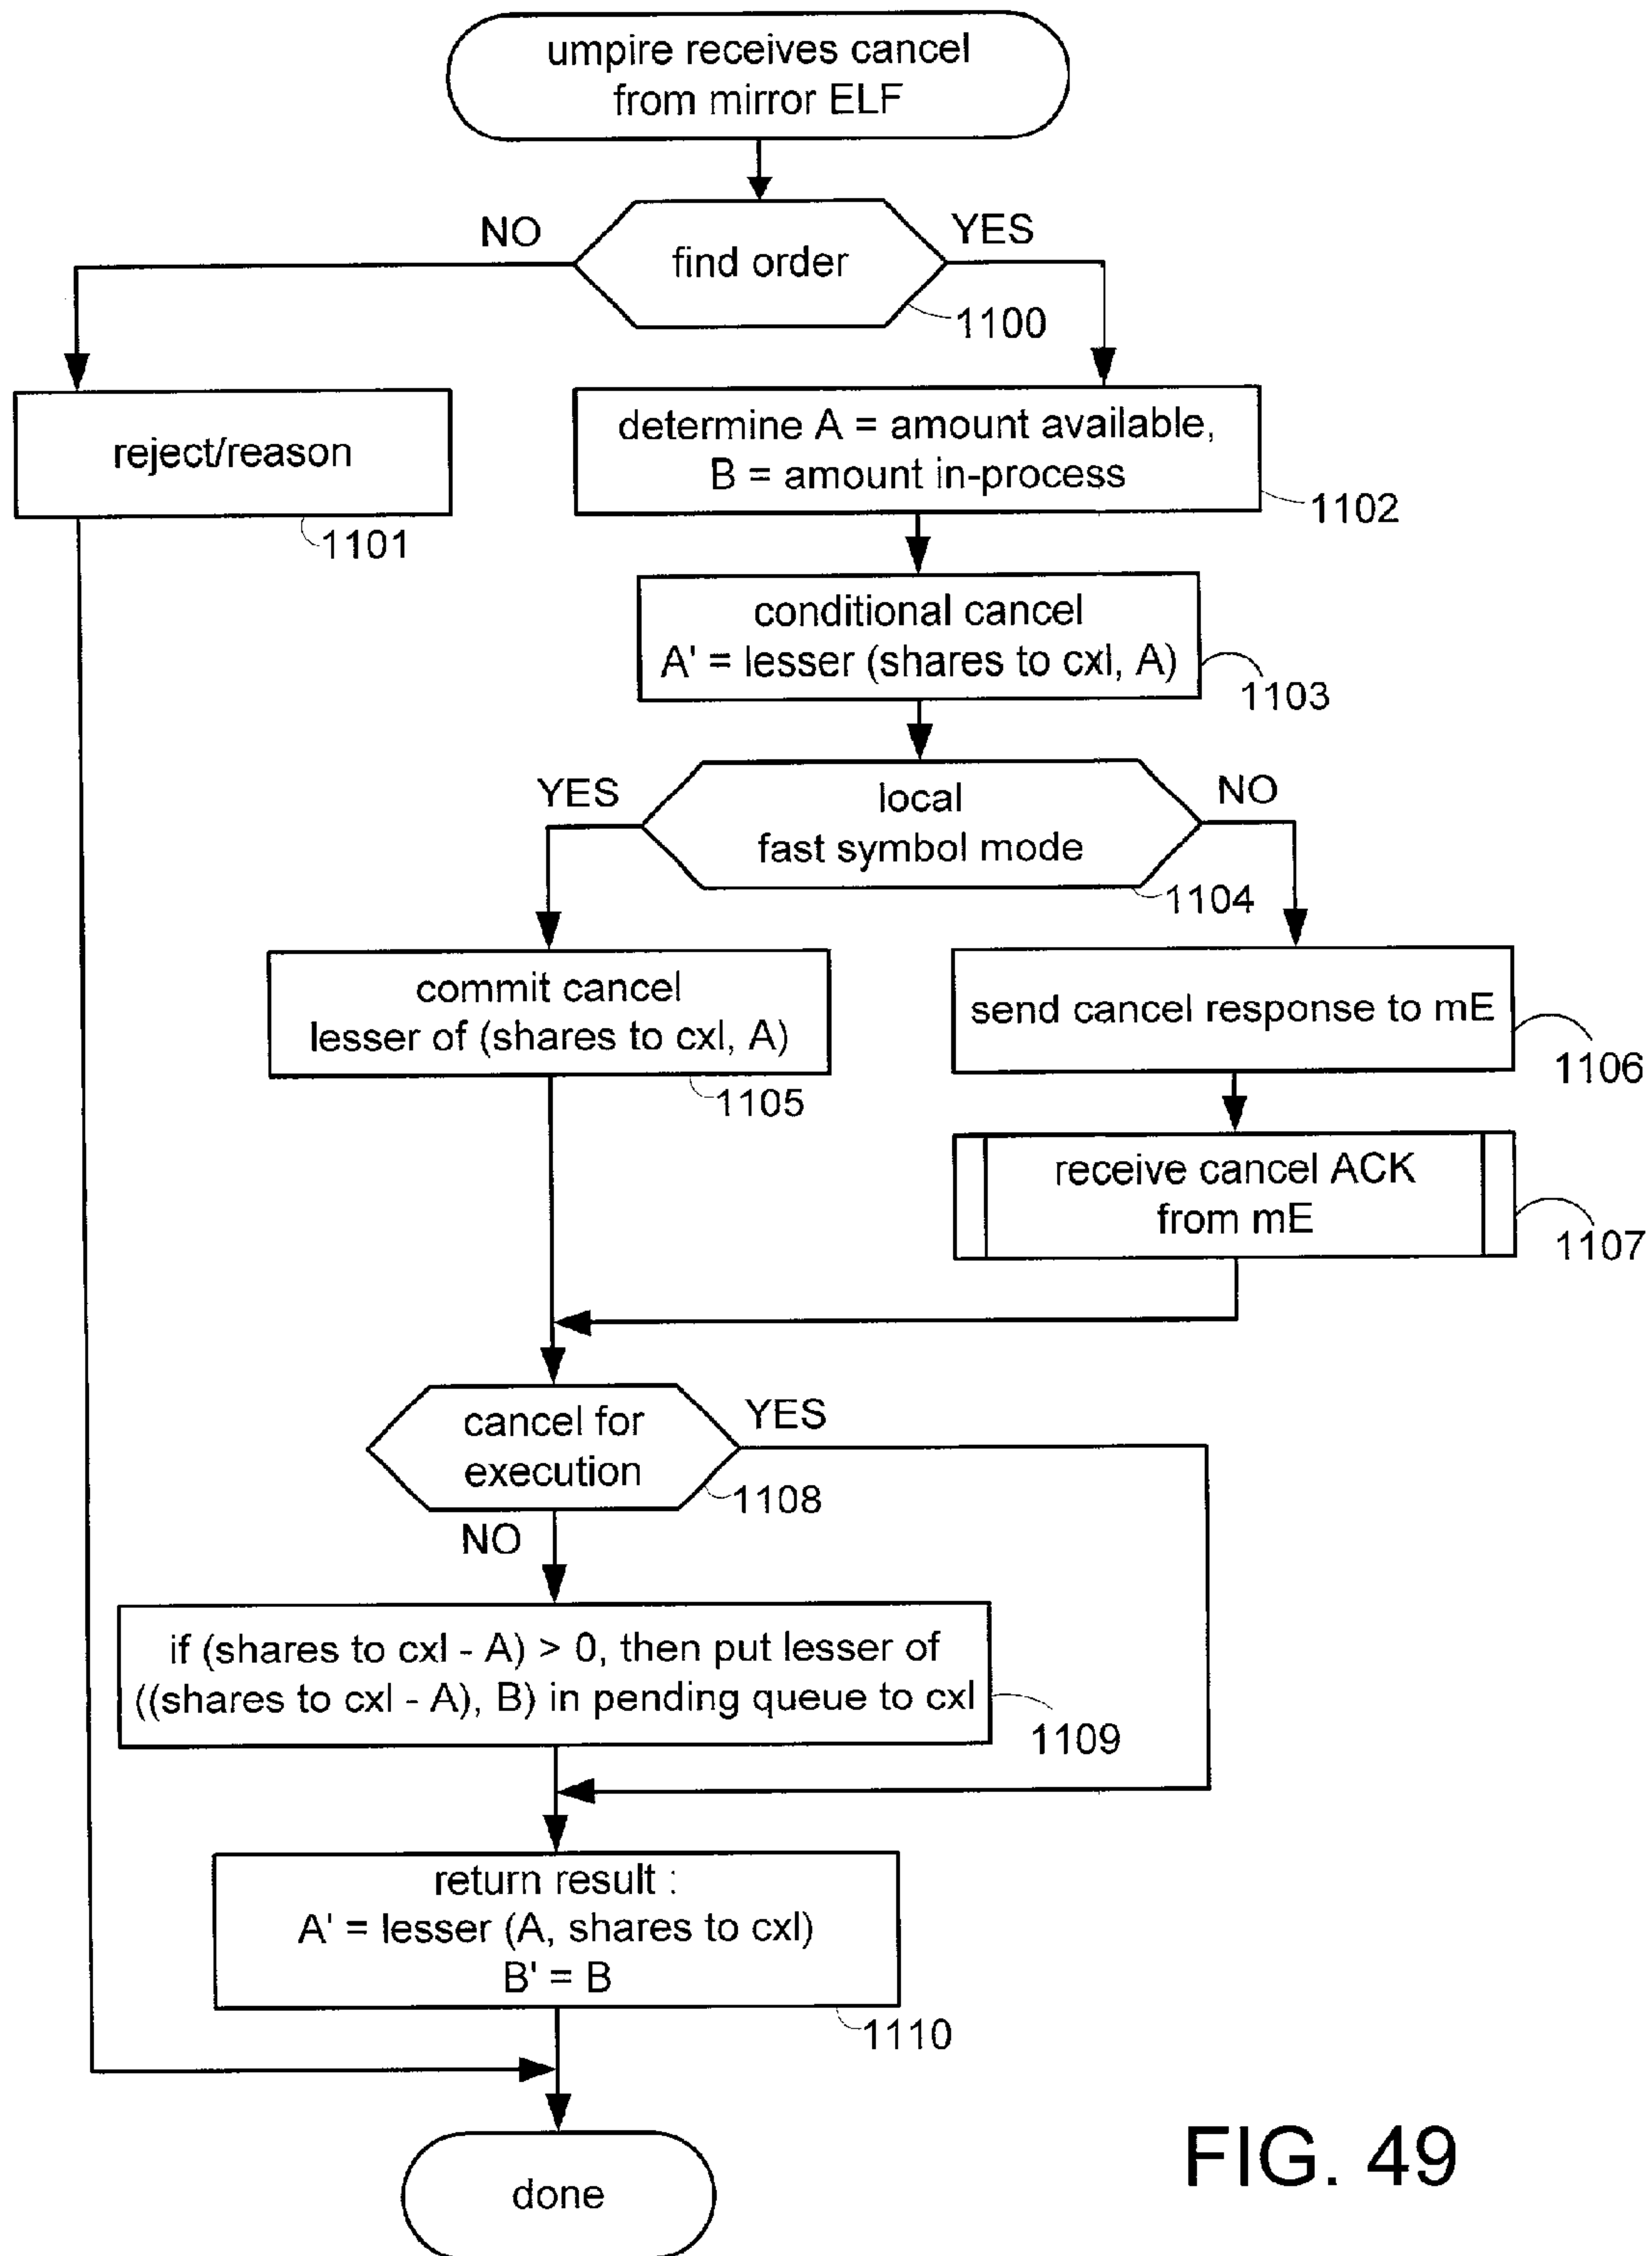 umpire receives cancel
from mirror ELF
NO
YES
find order
1100
reject/reason
1101
determine A = amount available,
B = amount in-process
1102
conditional cancel
A' = lesser (shares to cxl, A)
1103
YES
NO
local
fast symbol mode
1104
commit cancel
lesser of (shares to cxl, A)
1105
send cancel response to mE
1106
receive cancel ACK
from mE
1107
cancel for
execution
YES
1108
NO
if (shares to cxl - A) > 0, then put lesser of
((shares to cxl - A), B) in pending queue to cxl
1109
return result :
A' = lesser (A, shares to cxl)
B' = B
1110
done
FIG. 49